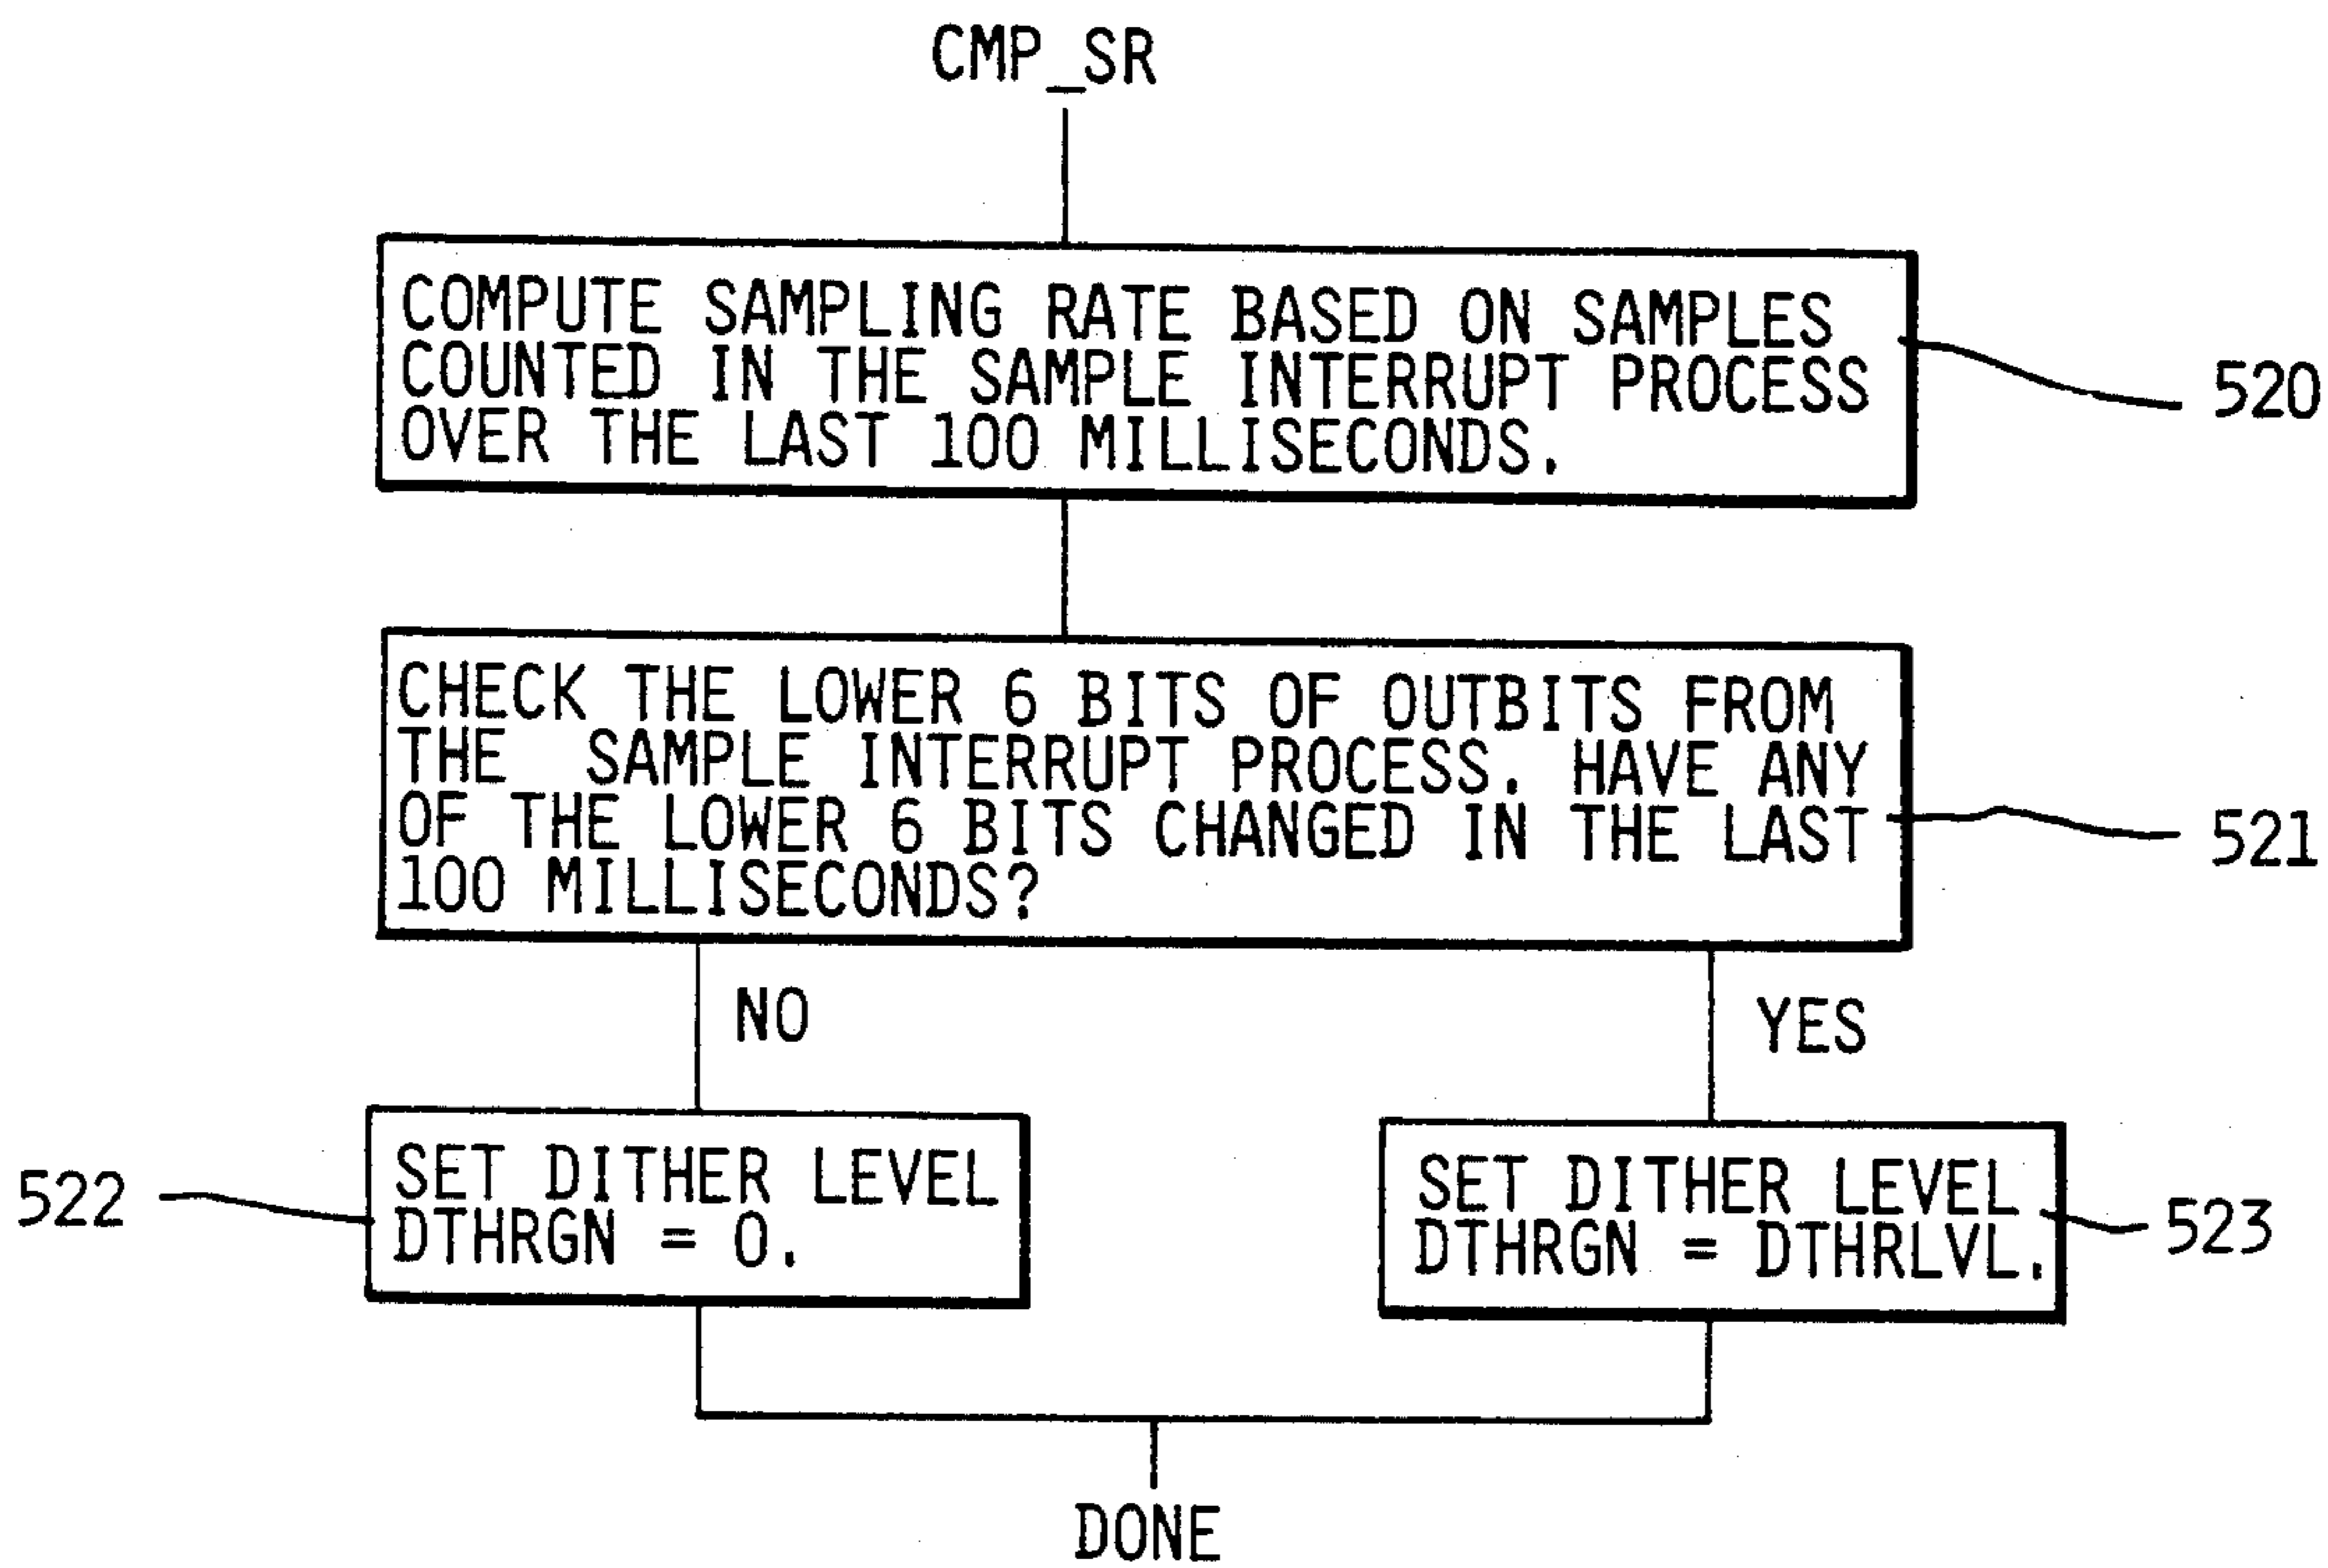 CMP_SR
COMPUTE SAMPLING RATE BASED ON SAMPLES
COUNTED IN THE SAMPLE INTERRUPT PROCESS
OVER THE LAST 100 MILLISECONDS.
520
CHECK THE LOWER 6 BITS OF OUTBITS FROM
THE SAMPLE INTERRUPT PROCESS. HAVE ANY
OF THE LOWER 6 BITS CHANGED IN THE LAST
100 MILLISECONDS?
521
NO
YES
522
SET DITHER LEVEL
DTHRGN = 0.
SET DITHER LEVEL
DTHRGN = DTHRLVL.
523
DONE